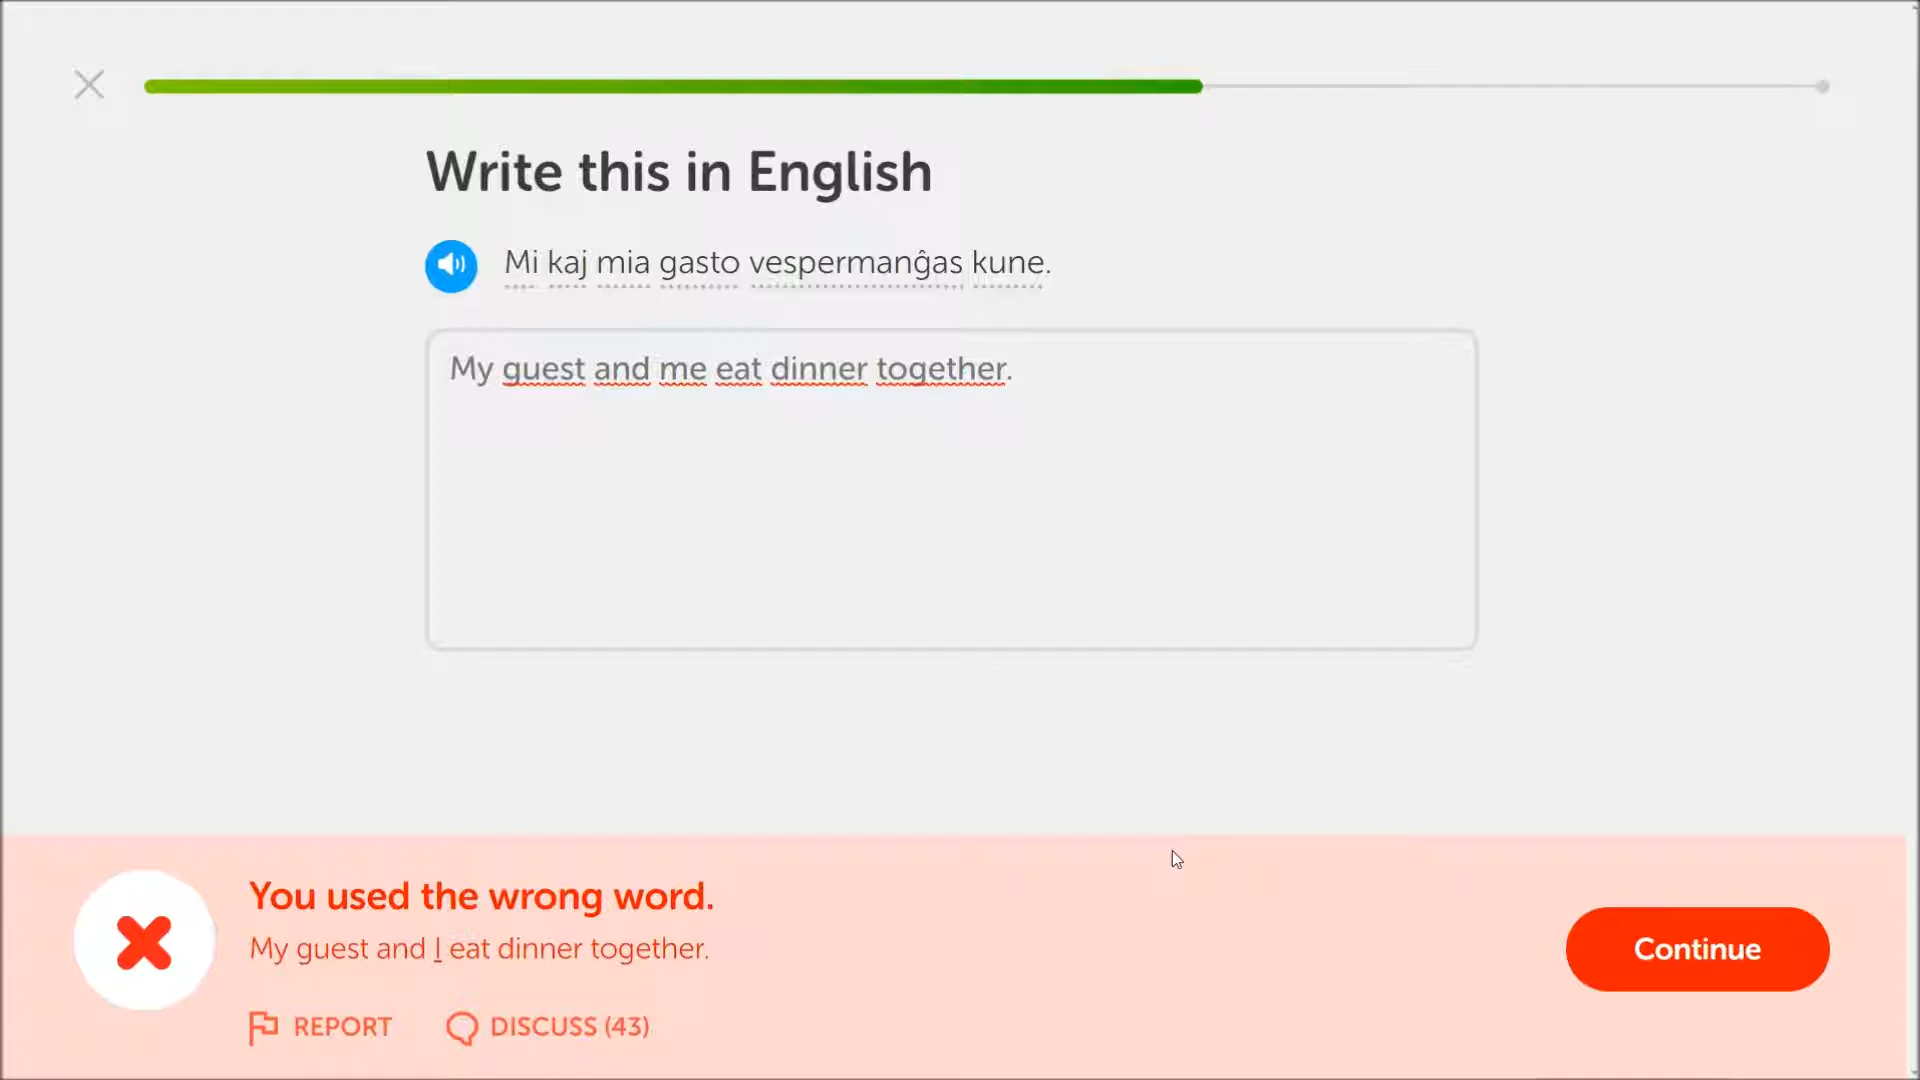 Write this in English
Mi kaj mia gasto vespermanĝas kune.
My guest and me eat dinner together.
You used the wrong word.
My guest and I eat dinner together.
REPORT
DISCUSS (43)
Continue